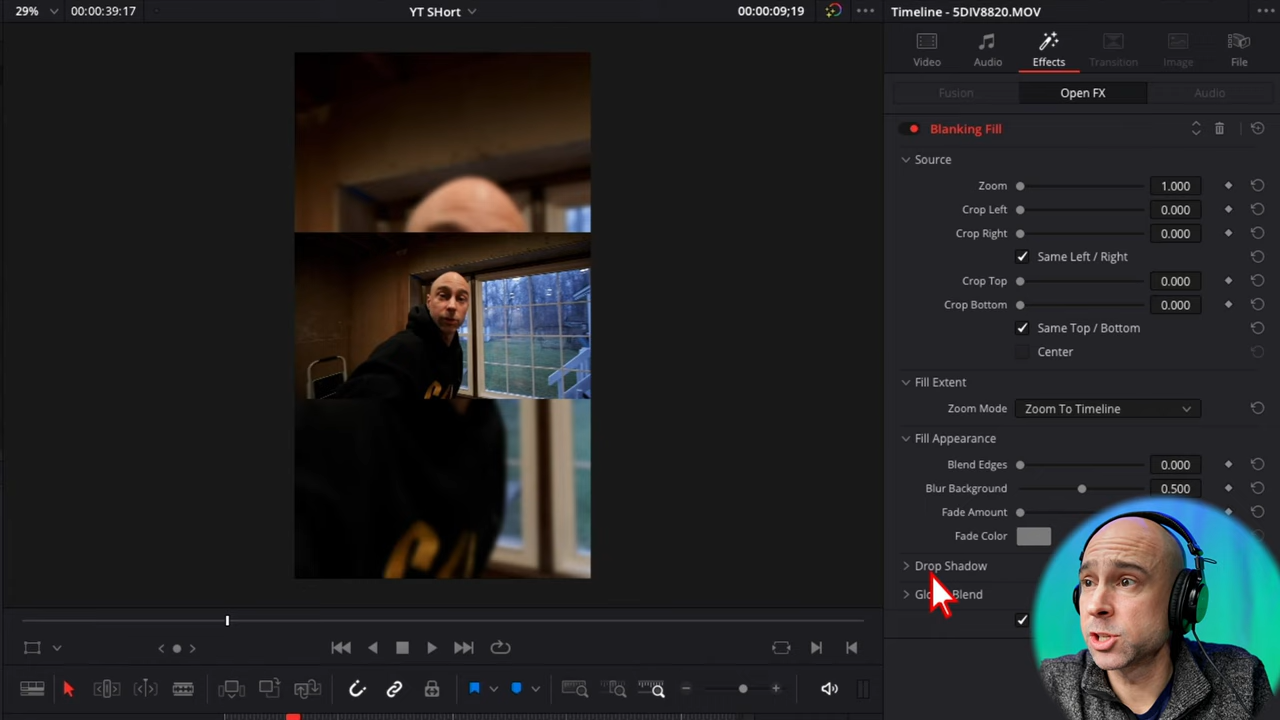 29%
00:00:39;17
YT SHort
00:00:09;19
Timeline - 5DIV8820.MOV
Video
Audio
Effects
Transition
Image
File
Fusion
Open FX
Audio
Blanking Fill
Source
Zoom
1.000
Crop Left
0.000
Crop Right
0.000
Same Left / Right
Crop Top
0.000
Crop Bottom
0.000
Same Top / Bottom
Center
Fill Extent
Zoom Mode
Zoom To Timeline
Fill Appearance
Blend Edges
0.000
Blur Background
0.500
Fade Amount
Fade Color
Drop Shadow
Blend